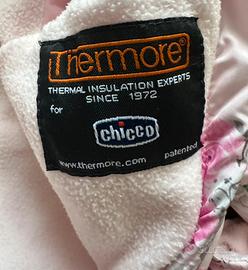 Thermore®
THERMAL INSULATION EXPERTS
SINCE 1972
for
chicco
www.thermore.com
patented